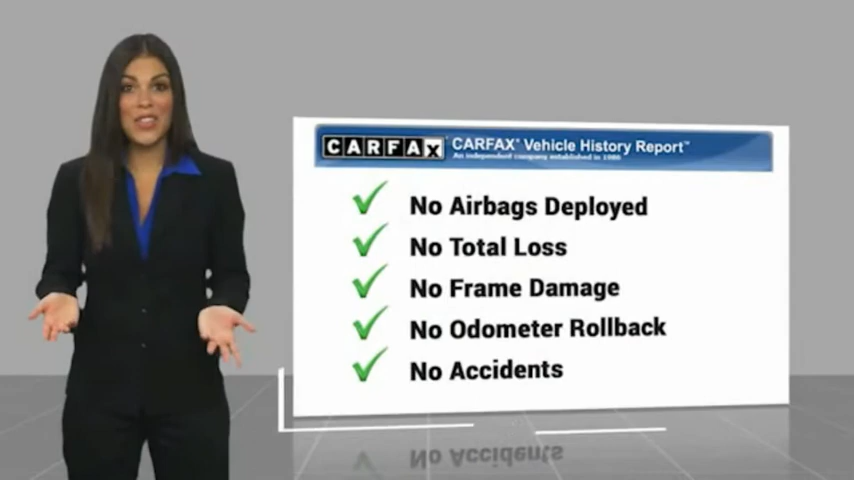 CARFAX CARFAX® Vehicle History Report™
An independent company established in 1986
No Airbags Deployed
No Total Loss
No Frame Damage
No Odometer Rollback
No Accidents
No Accidents